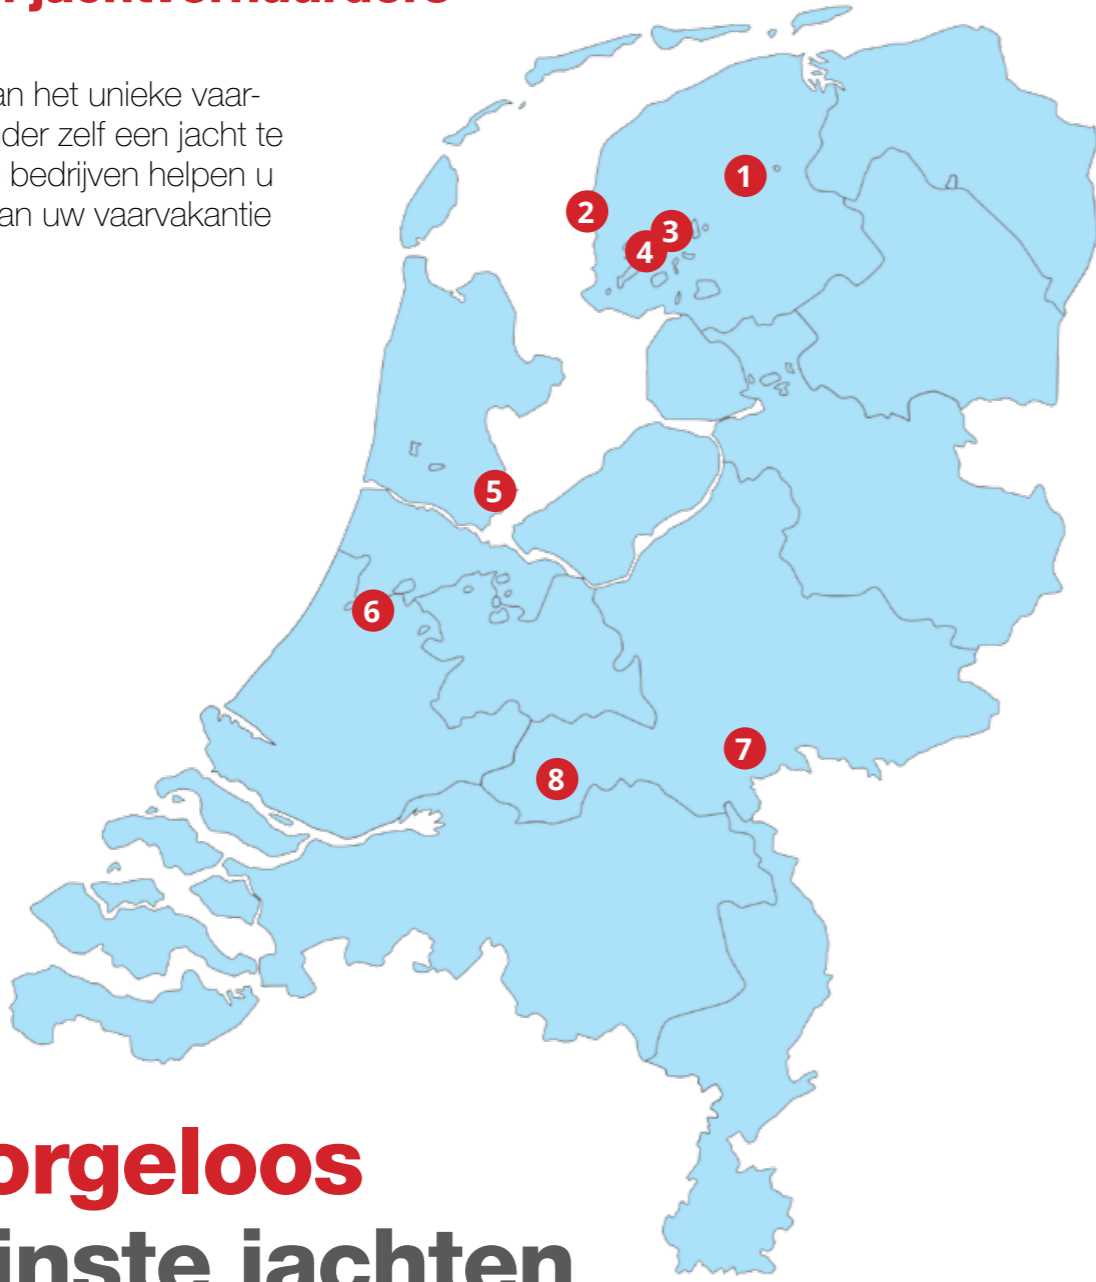 jachtverhuurders
an het unieke vaar-
der zelf een jacht te
bedrijven helpen u
an uw vaarvakantie
1
2
3
4
5
6
7
8
orgeloos
inste jachten